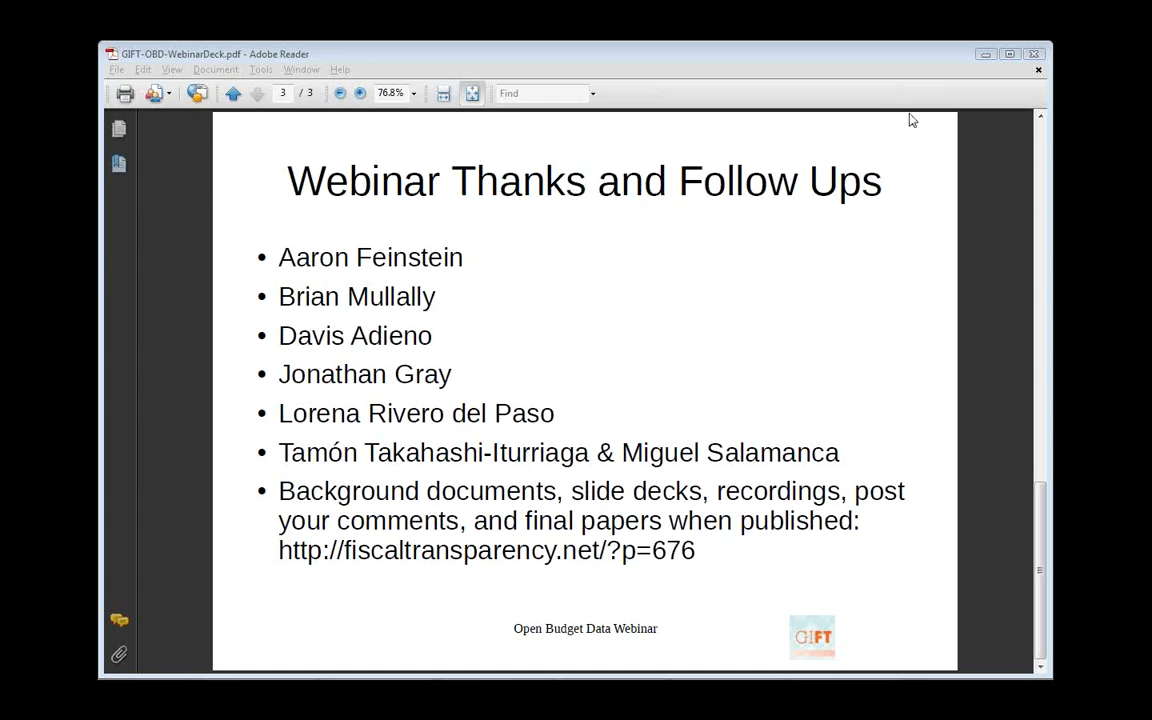 GIFT-OBD-WebinarDeck.pdf - Adobe Reader
File Edit View Document Tools Window Help
3 / 3 76.8% Find
Webinar Thanks and Follow Ups
• Aaron Feinstein
• Brian Mullally
• Davis Adieno
• Jonathan Gray
• Lorena Rivero del Paso
• Tamón Takahashi-Iturriaga & Miguel Salamanca
• Background documents, slide decks, recordings, post
your comments, and final papers when published:
http://fiscaltransparency.net/?p=676
Open Budget Data Webinar
GIFT